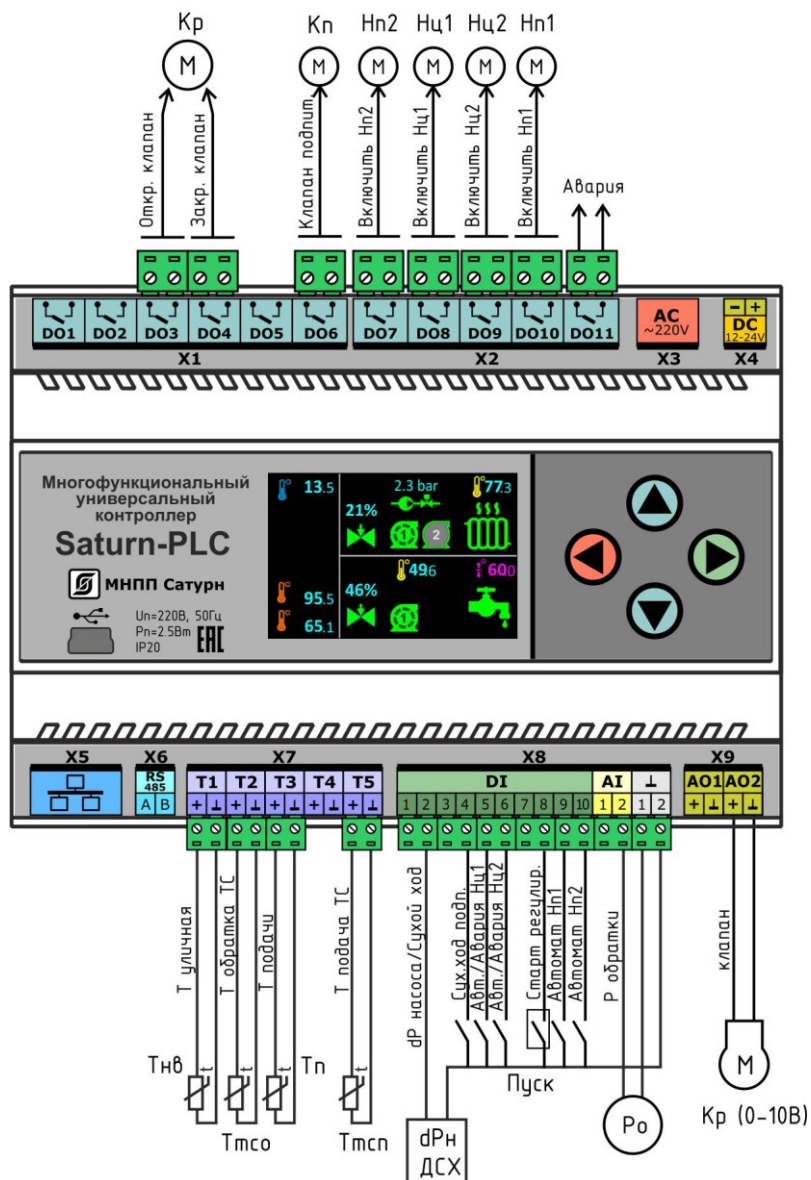 Кр
Кп
Нп2
Нц1
Нц2
Нп1
М
М
М
М
М
М
Откр. клапан
Закр. клапан
Клапан подпит.
Включить Нп2
Включить Нц1
Включить Нц2
Включить Нп1
Авария
DO1
DO2
DO3
DO4
DO5
DO6
DO7
DO8
DO9
DO10
DO11
AC
~220V
− +
DC
12-24V
X1
X2
X3
X4
Многофункциональный
универсальный
контроллер
Saturn-PLC
МНПП Сатурн
Uп=220В, 50Гц
Рп=2.5Вт
IP20
EAC
13.5
95.5
65.1
2.3 bar
77.3
21%
1
2
49.6
60.0
46%
1
X5
X6
X7
X8
X9
RS
485
A B
T1
T2
T3
T4
T5
+ ⊥ + ⊥ + ⊥ + ⊥ + ⊥
DI
AI
⊥
1 2 3 4 5 6 7 8 9 10 1 2 1 2
AO1 AO2
+ ⊥ + ⊥
Т уличная
Т обратка ТС
Т подачи
Т подача ТС
dP насоса/Сухой ход
Сух.ход подп.
Авт./Авария Нц1
Авт./Авария Нц2
Старт регулир.
Автомат Нп1
Автомат Нп2
Р обратки
клапан
t
t
t
t
Тнв
Тп
Ттсо
Ттсп
Пуск
dPн
ДСХ
Ро
М
Кр (0-10В)